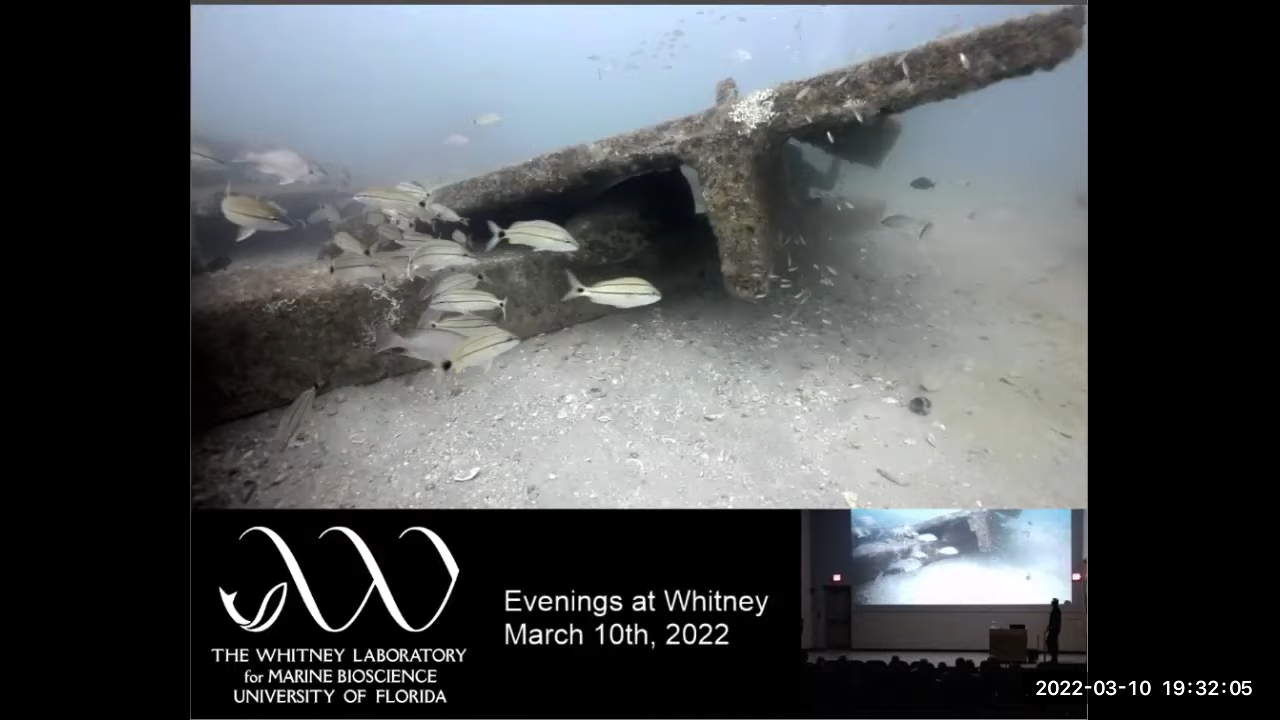 Evenings at Whitney
March 10th, 2022
THE WHITNEY LABORATORY
for MARINE BIOSCIENCE
UNIVERSITY OF FLORIDA
2022-03-10 19:32:05